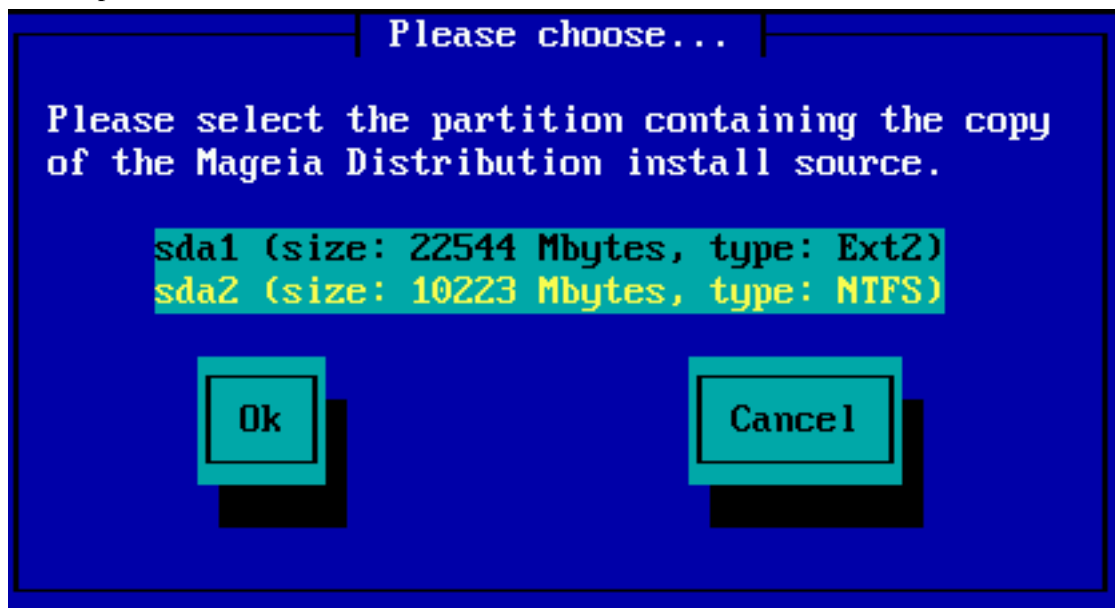 Please choose...
Please select the partition containing the copy
of the Mageia Distribution install source.
sda1 (size: 22544 Mbytes, type: Ext2)
sda2 (size: 10223 Mbytes, type: NTFS)
Ok
Cancel